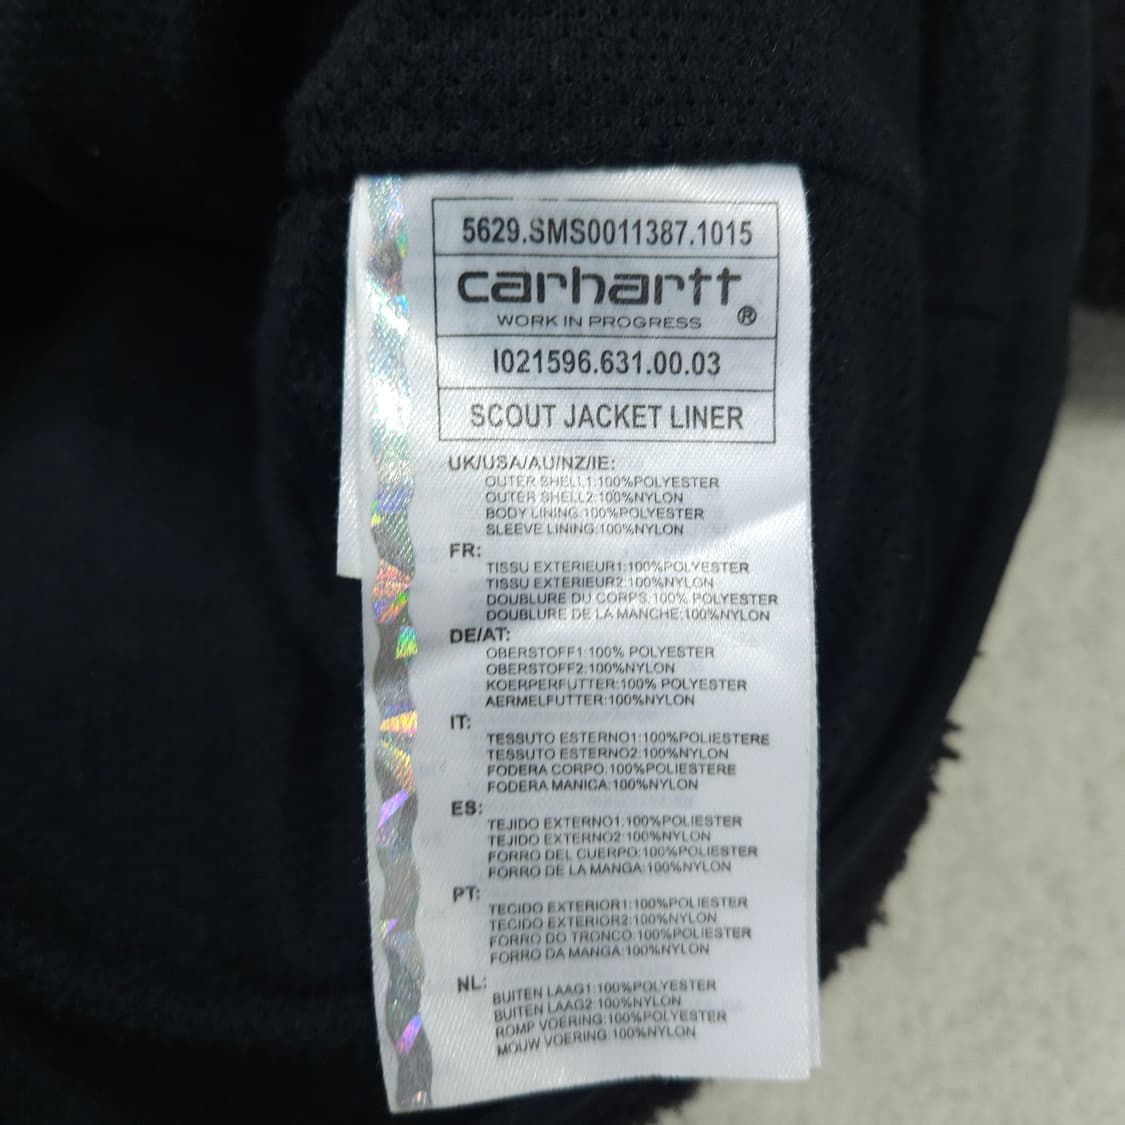 5629.SMS0011387.1015
carhartt
WORK IN PROGRESS ®
I021596.631.00.03
SCOUT JACKET LINER
UK/USA/AU/NZ/IE:
OUTER SHELL1:100%POLYESTER
OUTER SHELL2:100%NYLON
BODY LINING:100%POLYESTER
SLEEVE LINING:100%NYLON
FR:
TISSU EXTERIEUR1:100%POLYESTER
TISSU EXTERIEUR2:100%NYLON
DOUBLURE DU CORPS:100% POLYESTER
DOUBLURE DE LA MANCHE:100%NYLON
DE/AT:
OBERSTOFF1:100% POLYESTER
OBERSTOFF2:100%NYLON
KOERPERFUTTER:100% POLYESTER
AERMELFUTTER:100%NYLON
IT:
TESSUTO ESTERNO1:100%POLIESTERE
TESSUTO ESTERNO2:100%NYLON
FODERA CORPO:100%POLIESTERE
FODERA MANICA:100%NYLON
ES:
TEJIDO EXTERNO1:100%POLIESTER
TEJIDO EXTERNO2:100%NYLON
FORRO DEL CUERPO:100%POLIESTER
FORRO DE LA MANGA:100%NYLON
PT:
TECIDO EXTERIOR1:100%POLIESTER
TECIDO EXTERIOR2:100%NYLON
FORRO DO TRONCO:100%POLIESTER
FORRO DA MANGA:100%NYLON
NL:
BUITEN LAAG1:100%POLYESTER
BUITEN LAAG2:100%NYLON
ROMP VOERING:100%POLYESTER
MOUW VOERING:100%NYLON